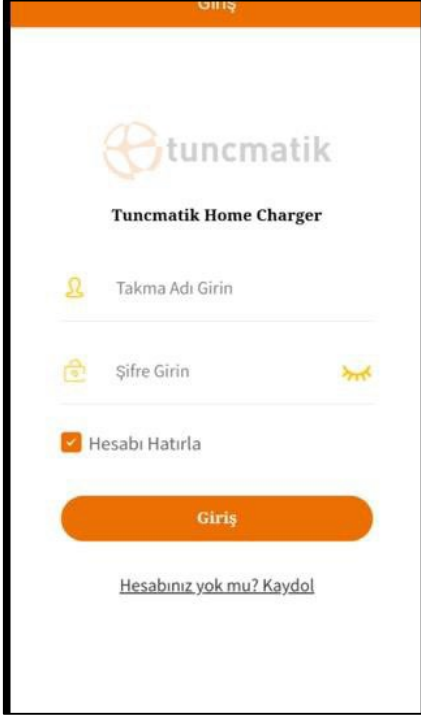 Giriş
tuncmatik
Tuncmatik Home Charger
Takma Adı Girin
Şifre Girin
Hesabı Hatırla
Giriş
Hesabınız yok mu? Kaydol